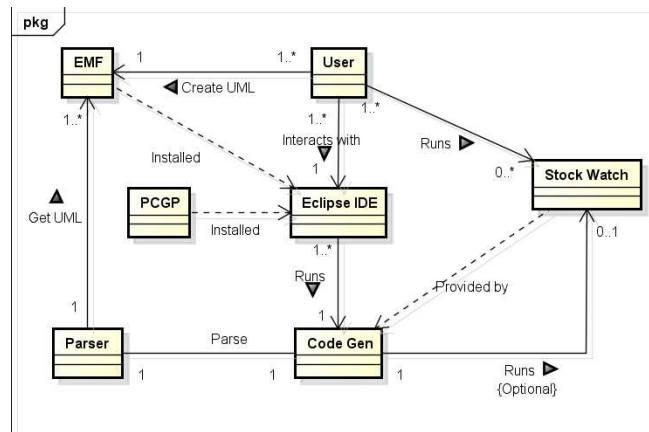 pkg
EMF
1
1..*
User
Create UML
1..*
1..*
1..*
Installed
Interacts with
Runs
1
0..*
Stock Watch
PCGP
Eclipse IDE
Get UML
Installed
1..*
0..1
Runs
Provided by
1
1
Parser
Parse
Code Gen
1
1
1
Runs
{Optional}